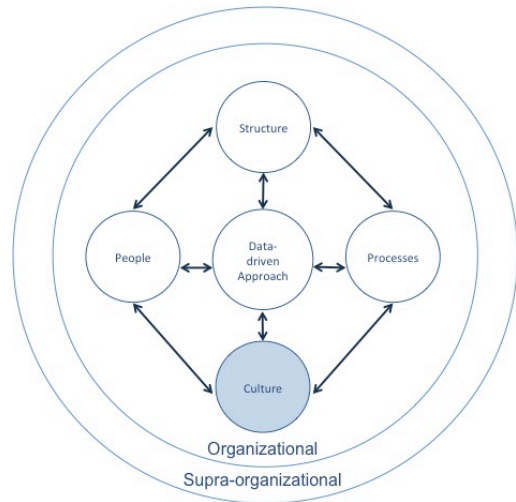 Structure
People
Data-
driven
Approach
Processes
Culture
Organizational
Supra-organizational